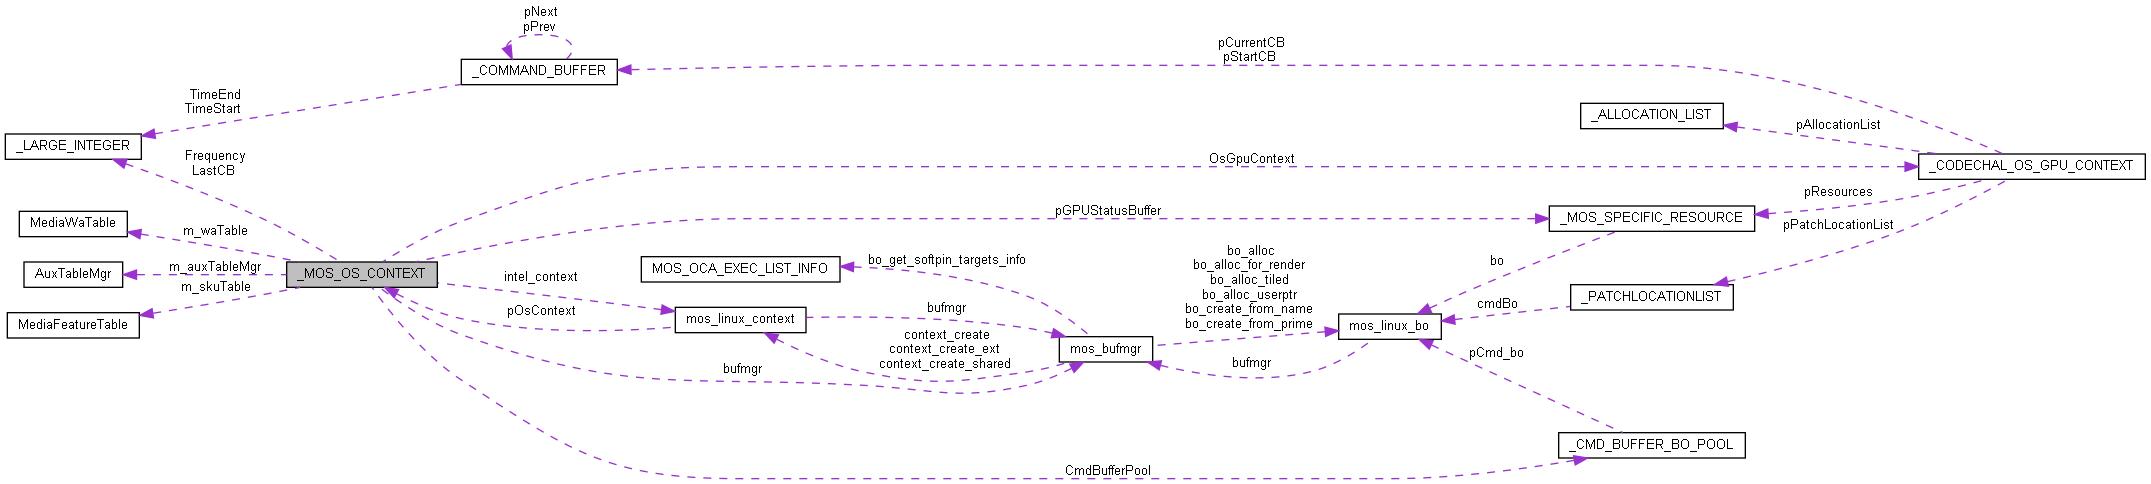 pNext
pPrev
_COMMAND_BUFFER
pCurrentCB
pStartCB
TimeEnd
TimeStart
_LARGE_INTEGER
_ALLOCATION_LIST
pAllocationList
Frequency
LastCB
OsGpuContext
_CODECHAL_OS_GPU_CONTEXT
pResources
MediaWaTable
m_waTable
pGPUStatusBuffer
_MOS_SPECIFIC_RESOURCE
pPatchLocationList
AuxTableMgr
m_auxTableMgr
m_skuTable
_MOS_OS_CONTEXT
MOS_OCA_EXEC_LIST_INFO
bo_get_softpin_targets_info
bo_alloc
bo_alloc_for_render
bo_alloc_tiled
bo_alloc_userptr
bo_create_from_name
bo_create_from_prime
bo
_PATCHLOCATIONLIST
cmdBo
MediaFeatureTable
intel_context
pOsContext
mos_linux_context
bufmgr
context_create
context_create_ext
context_create_shared
mos_bufmgr
mos_linux_bo
bufmgr
bufmgr
pCmd_bo
_CMD_BUFFER_BO_POOL
CmdBufferPool